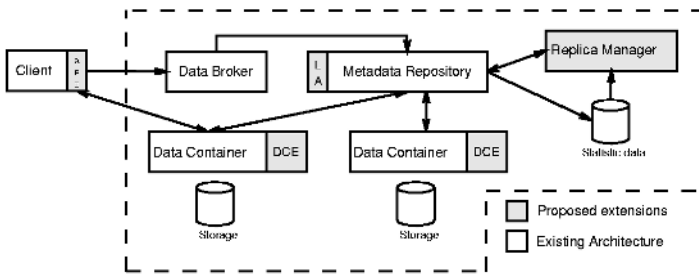 Client
a
P
I
Data Broker
I
A
Metadata Repository
Replica Manager
Statistic data
Data Container
DCE
Data Container
DCE
Storage
Storage
Proposed extensions
Existing Architecture